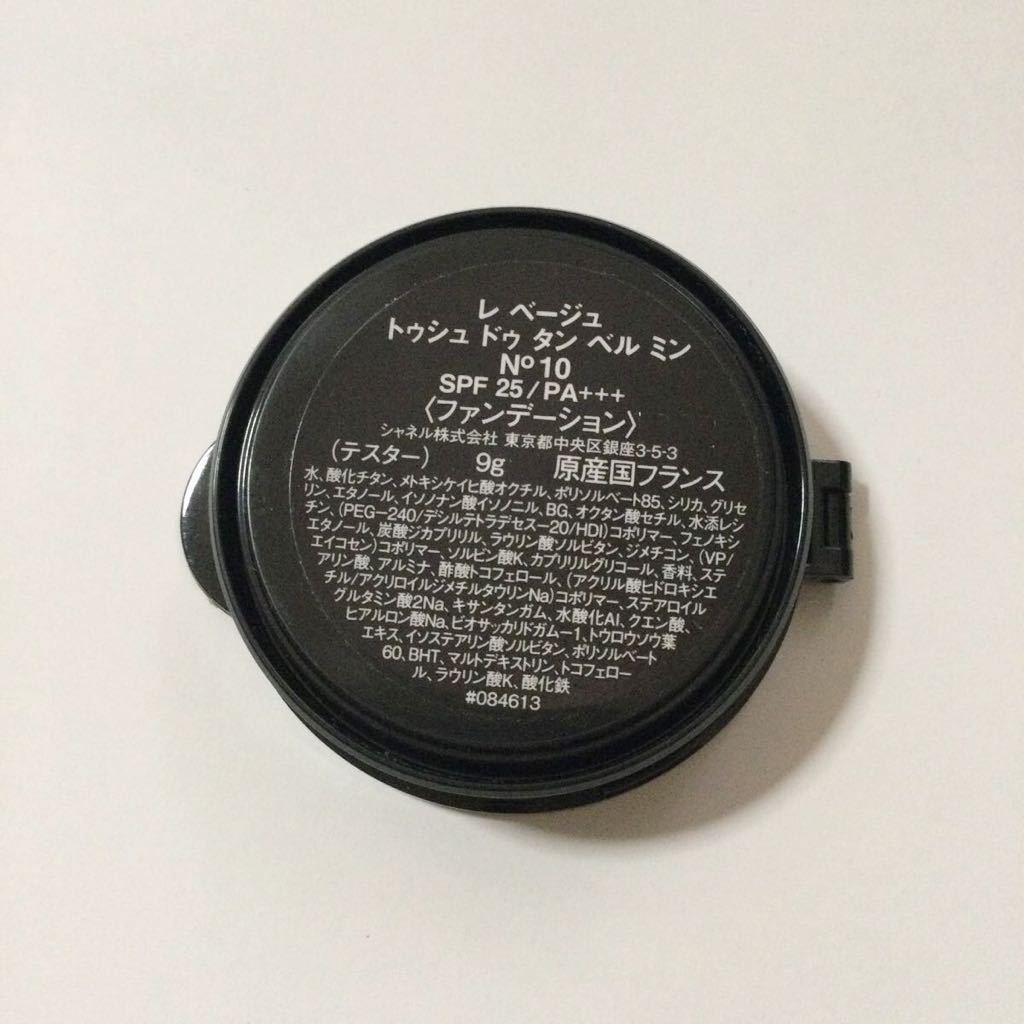 レ ベージュ
トゥシュ ドゥ タン ベル ミン
Nº 10
SPF 25 / PA+++
〈ファンデーション〉
シャネル株式会社 東京都中央区銀座3-5-3
(テスター) 9g 原産国フランス
水、酸化チタン、メトキシケイヒ酸オクチル、ポリソルベート85、シリカ、グリセ
リン、エタノール、イソノナン酸イソノニル、BG、オクタン酸セチル、水添レシ
チン、(PEG-240/デシルテトラデセス-20/HDI)コポリマー、フェノキシ
エタノール、炭酸ジカプリリル、ラウリン酸ソルビタン、ジメチコン、(VP/
エイコセン)コポリマー、ソルビン酸K、カプリリルグリコール、香料、ステ
アリン酸、アルミナ、酢酸トコフェロール、(アクリル酸ヒドロキシエ
チル/アクリロイルジメチルタウリンNa)コポリマー、ステアロイル
グルタミン酸2Na、キサンタンガム、水酸化Al、クエン酸、
ヒアルロン酸Na、ビオサッカリドガム-1、トウロウソウ葉
エキス、イソステアリン酸ソルビタン、ポリソルベート
60、BHT、マルトデキストリン、トコフェロー
ル、ラウリン酸K、酸化鉄
#084613